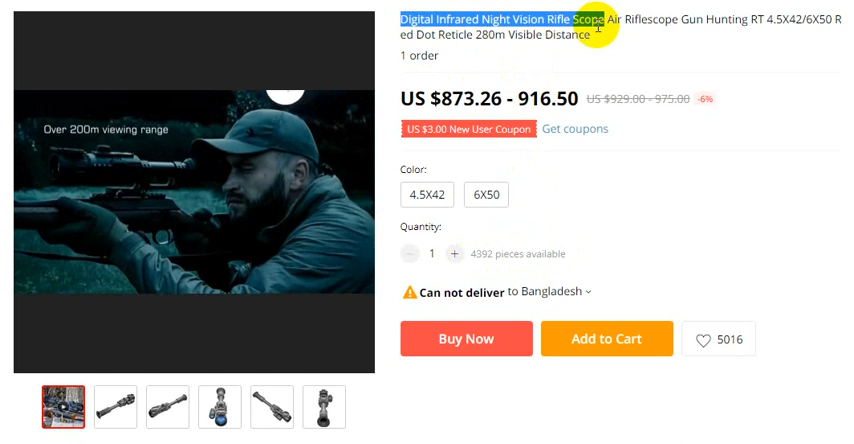 Digital Infrared Night Vision Rifle Scope Air Riflescope Gun Hunting RT 4.5X42/6X50 R
ed Dot Reticle 280m Visible Distance
1 order
US $873.26 - 916.50 US $929.00 - 975.00 -6%
US $3.00 New User Coupon Get coupons
Over 200m viewing range
Color:
4.5X42 6X50
Quantity:
1 + 4392 pieces available
Can not deliver to Bangladesh
Buy Now Add to Cart 5016